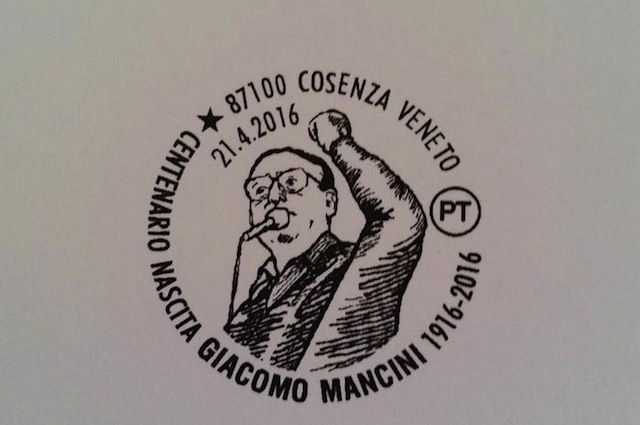 ★ 87100 COSENZA VENETO
21.4.2016
PT
CENTENARIO NASCITA GIACOMO MANCINI 1916-2016